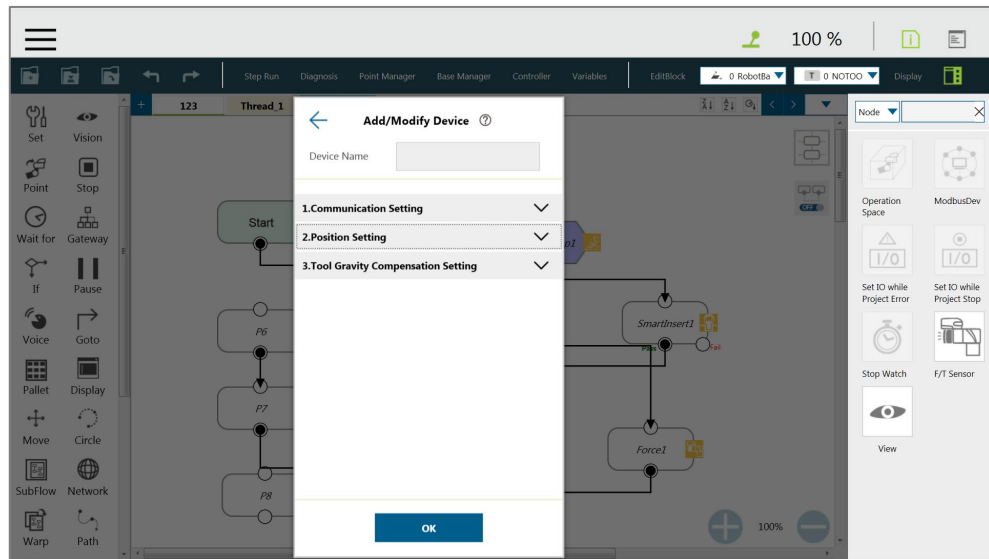 100 %
Step Run Diagnosis Point Manager Base Manager Controller Variables EditBlock 0 RobotBa T 0 NOTOO Display
+ 123 Thread_1
Set
Vision
Point
Stop
Wait for
Gateway
If
Pause
Voice
Goto
Pallet
Display
Move
Circle
SubFlow
Network
Warp
Path
Add/Modify Device ?
Device Name
1.Communication Setting
2.Position Setting
3.Tool Gravity Compensation Setting
OK
Start
P6
P7
P8
p1
SmartInsert1
Pass
Fail
Force1
OFF
100%
Node
Operation
Space
ModbusDev
I/O
I/O
Set IO while
Project Error
Set IO while
Project Stop
Stop Watch
F/T Sensor
View